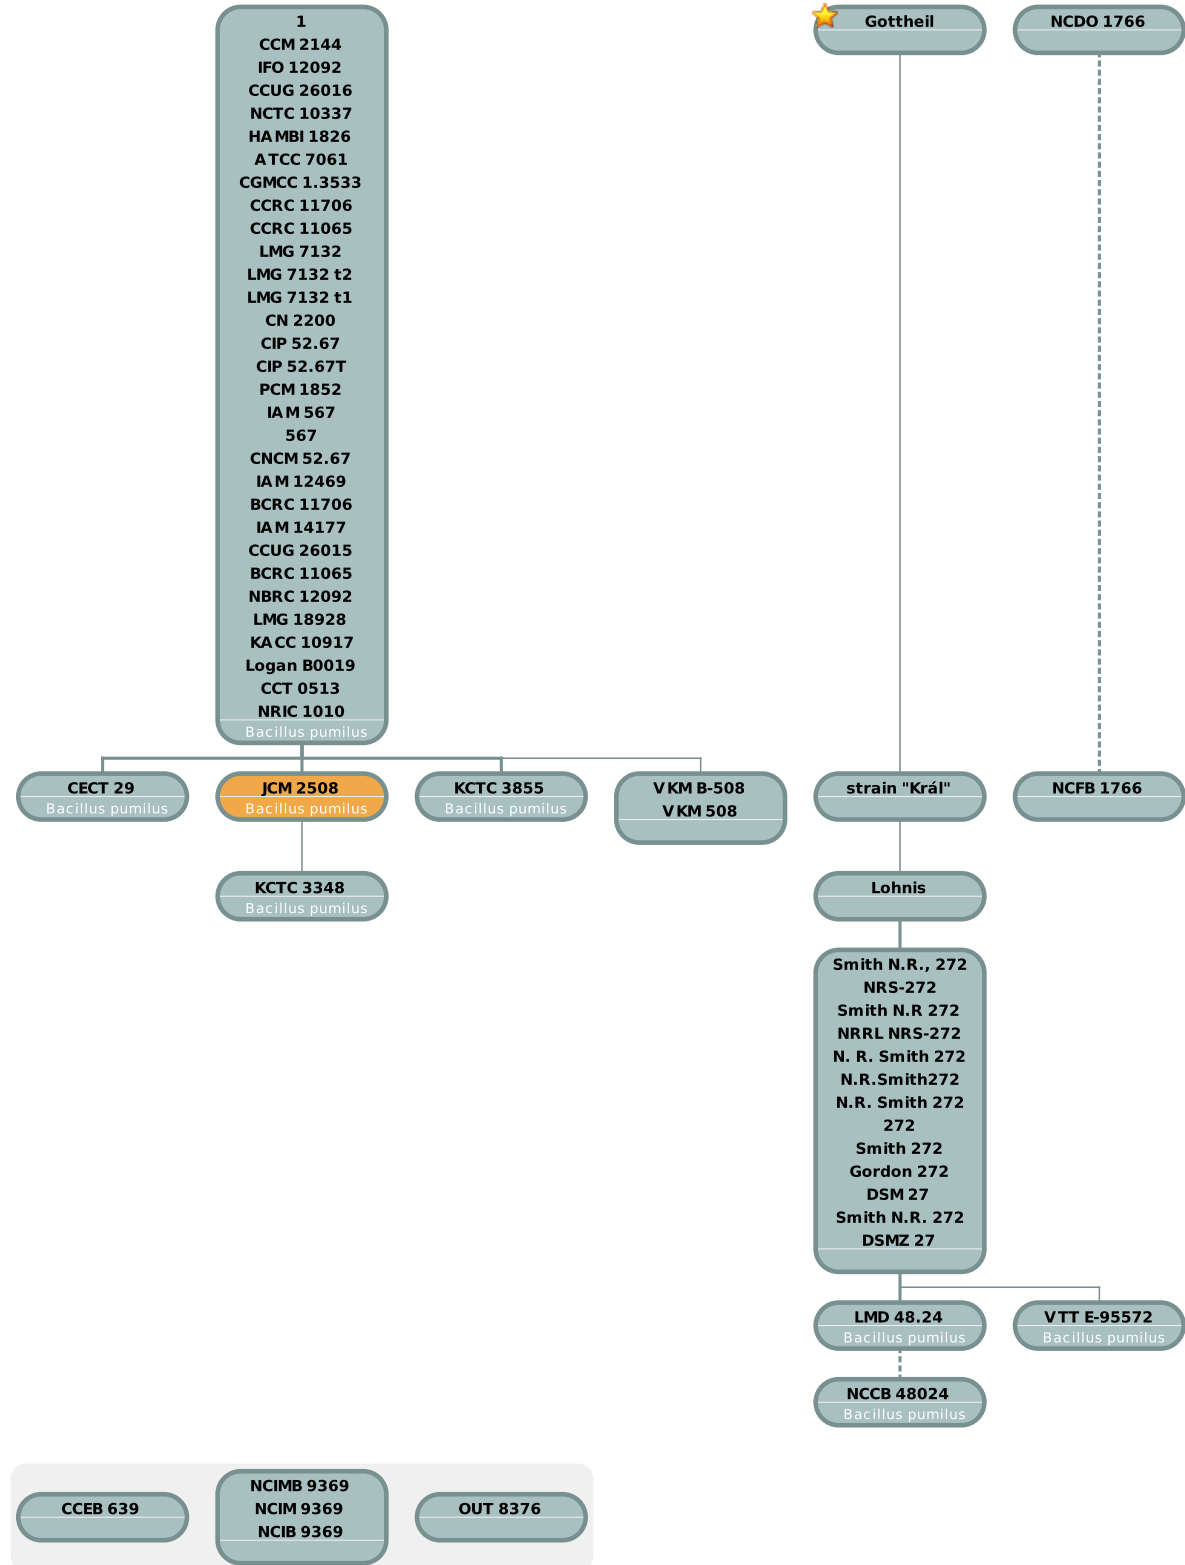 1
CCM 2144
IFO 12092
CCUG 26016
NCTC 10337
HAMBI 1826
ATCC 7061
CGMCC 1.3533
CCRC 11706
CCRC 11065
LMG 7132
LMG 7132 t2
LMG 7132 t1
CN 2200
CIP 52.67
CIP 52.67T
PCM 1852
IAM 567
567
CNCM 52.67
IAM 12469
BCRC 11706
IAM 14177
CCUG 26015
BCRC 11065
NBRC 12092
LMG 18928
KACC 10917
Logan B0019
CCT 0513
NRIC 1010
Bacillus pumilus
Gottheil
NCDO 1766
CECT 29
Bacillus pumilus
JCM 2508
Bacillus pumilus
KCTC 3855
Bacillus pumilus
VKM B-508
VKM 508
strain "Král"
NCFB 1766
KCTC 3348
Bacillus pumilus
Lohnis
Smith N.R., 272
NRS-272
Smith N.R 272
NRRL NRS-272
N. R. Smith 272
N.R.Smith272
N.R. Smith 272
272
Smith 272
Gordon 272
DSM 27
Smith N.R. 272
DSMZ 27
LMD 48.24
Bacillus pumilus
VTT E-95572
Bacillus pumilus
NCCB 48024
Bacillus pumilus
CCEB 639
NCIMB 9369
NCIM 9369
NCIB 9369
OUT 8376